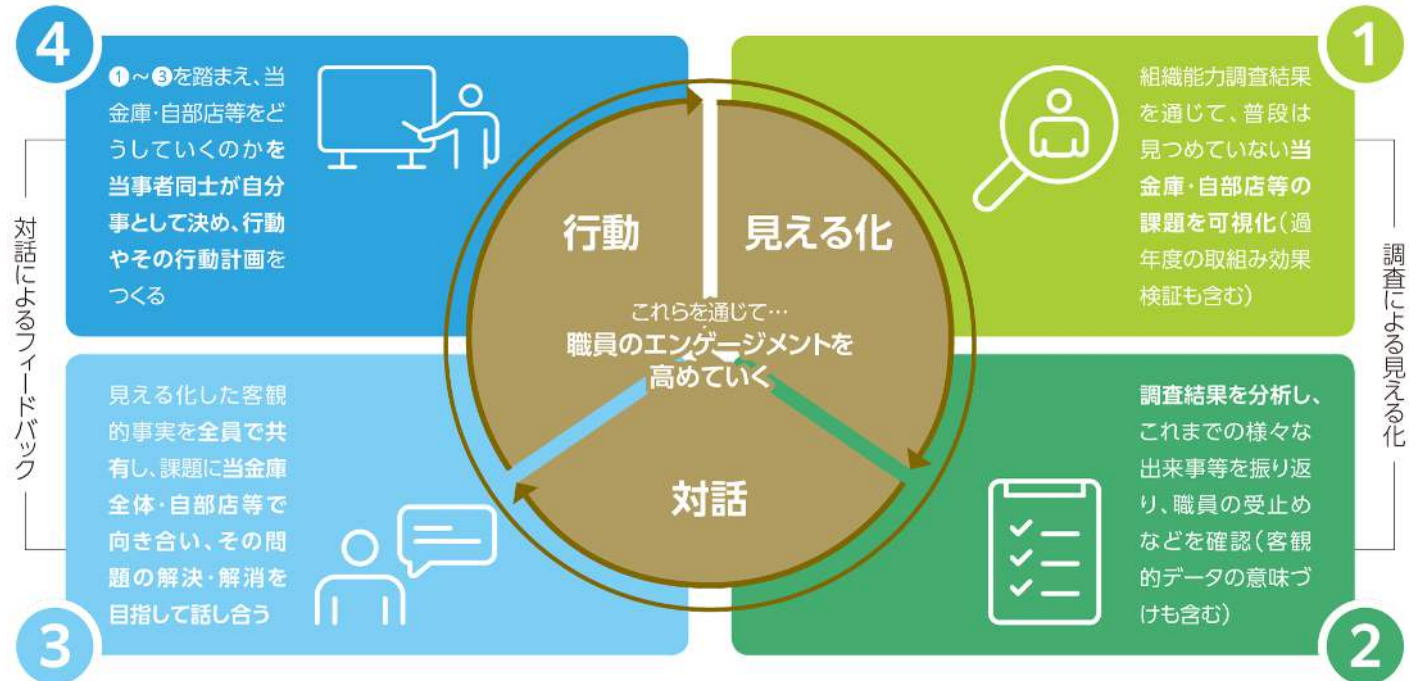 4
❶～❸を踏まえ、当
金庫・自部店等をど
うしていくのかを
当事者同士が自分
事として決め、行動
やその行動計画を
つくる
1
組織能力調査結果
を通じて、普段は
見つめていない当
金庫・自部店等の
課題を可視化（過
年度の取組み効果
検証も含む）
行動
見える化
これらを通じて…
職員のエンゲージメントを
高めていく
対話
対話によるフィードバック
調査による見える化
見える化した客観
的事実を全員で共
有し、課題に当金庫
全体・自部店等で
向き合い、その問
題の解決・解消を
目指して話し合う
3
調査結果を分析し、
これまでの様々な
出来事等を振り返
り、職員の受止め
などを確認（客観
的データの意味づ
けも含む）
2